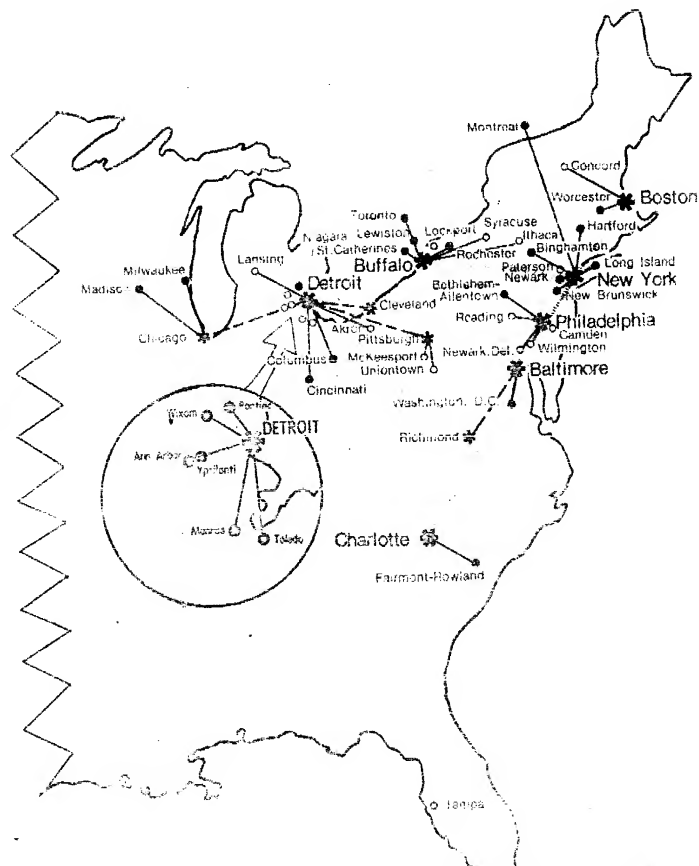 Montreal
Concord
Worcester
Boston
Toronto
Lewiston
Lockport
Syracuse
Hartford
Niagara
St. Catherines
Ithaca
Binghamton
Rochester
Lansing
Buffalo
Paterson
Long Island
Milwaukee
Newark
New York
Madison
Detroit
Bethlehem-
Allentown
New Brunswick
Cleveland
Reading
Philadelphia
Chicago
Akron
Pittsburgh
Camden
Columbus
McKeesport
Newark, Del.
Wilmington
Uniontown
Baltimore
Cincinnati
Washington, D.C.
Wixom
Pontiac
DETROIT
Richmond
Ann Arbor
Ypsilanti
Monroe
Toledo
Charlotte
Fairmont-Rowland
Tampa